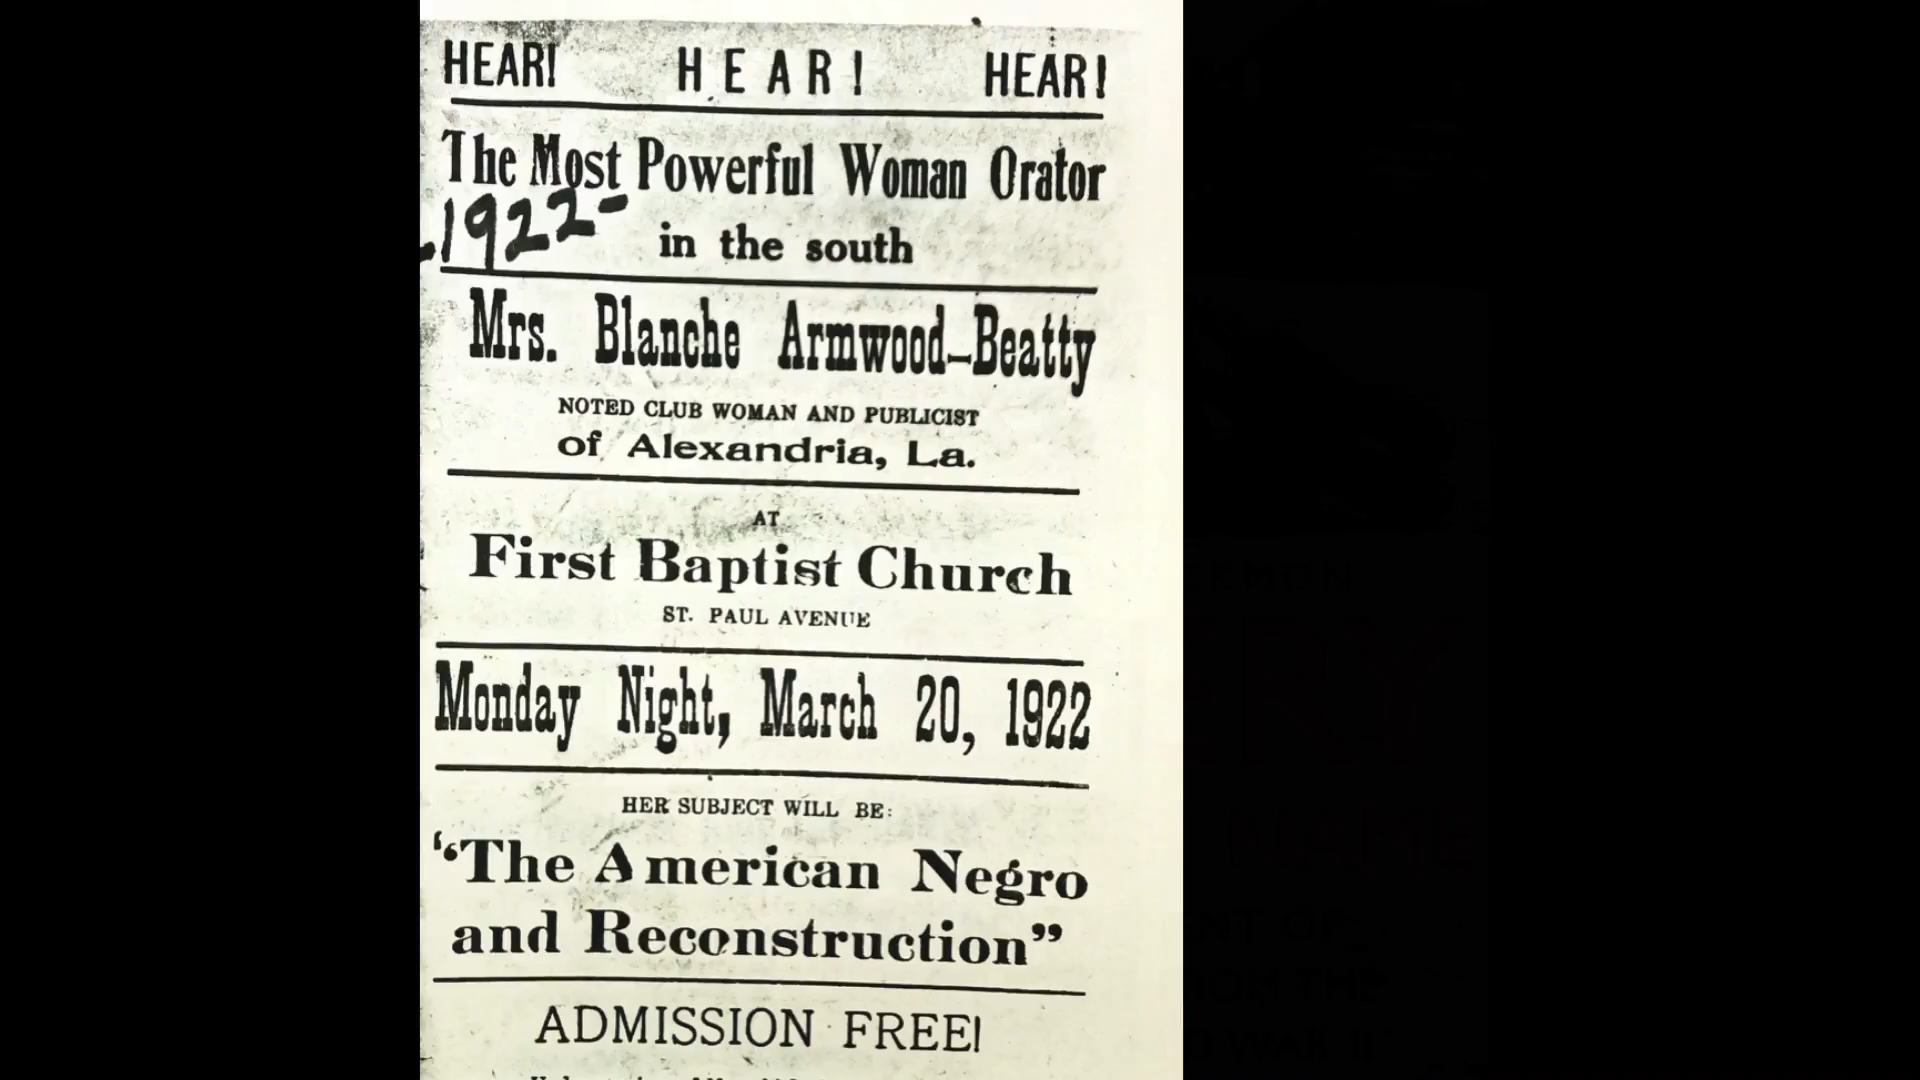 HEAR! HEAR! HEAR!
The Most Powerful Woman Orator
1922-
in the south
Mrs. Blanche Armwood-Beatty
NOTED CLUB WOMAN AND PUBLICIST
of Alexandria, La.
AT
First Baptist Church
ST. PAUL AVENUE
Monday Night, March 20, 1922
HER SUBJECT WILL BE:
"The American Negro
and Reconstruction"
ADMISSION FREE!